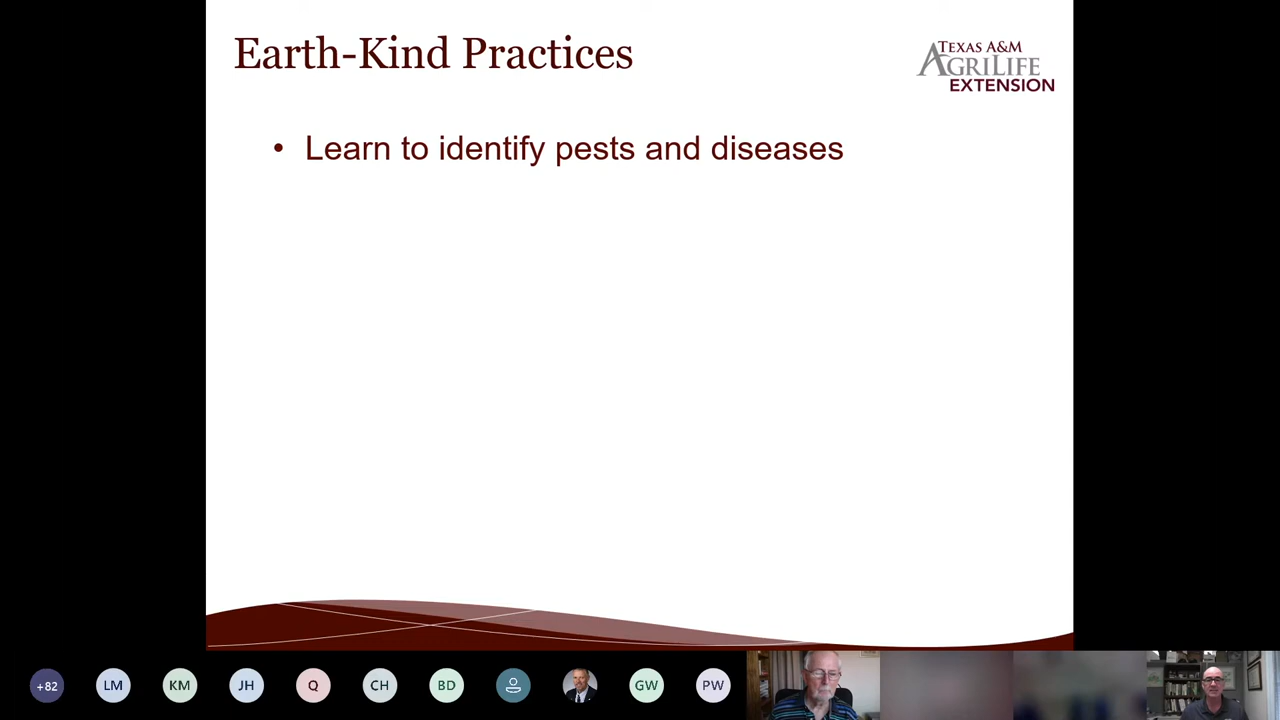 Earth-Kind Practices
TEXAS A&M
AGRILIFE
EXTENSION
• Learn to identify pests and diseases
+82
LM
KM
JH
Q
CH
BD
GW
PW